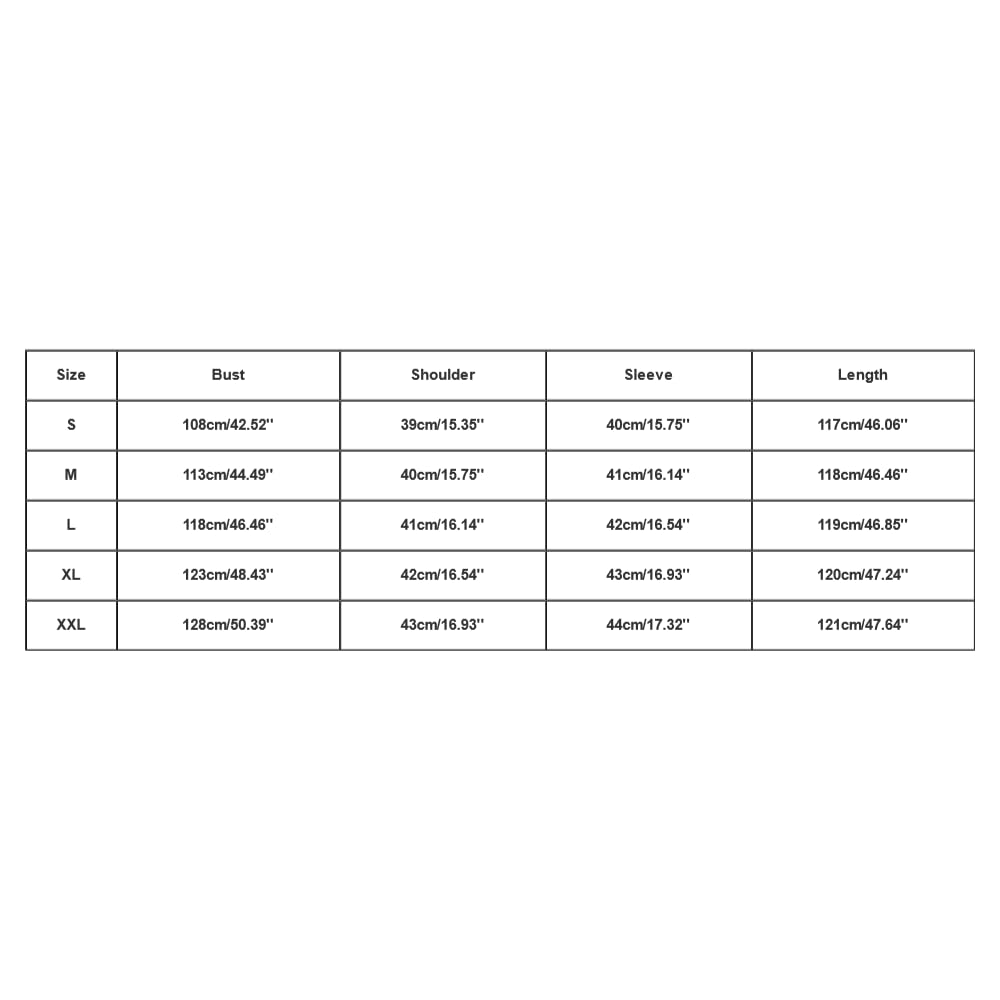 Size Bust Shoulder Sleeve Length
S 108cm/42.52'' 39cm/15.35'' 40cm/15.75'' 117cm/46.06''
M 113cm/44.49'' 40cm/15.75'' 41cm/16.14'' 118cm/46.46''
L 118cm/46.46'' 41cm/16.14'' 42cm/16.54'' 119cm/46.85''
XL 123cm/48.43'' 42cm/16.54'' 43cm/16.93'' 120cm/47.24''
XXL 128cm/50.39'' 43cm/16.93'' 44cm/17.32'' 121cm/47.64''